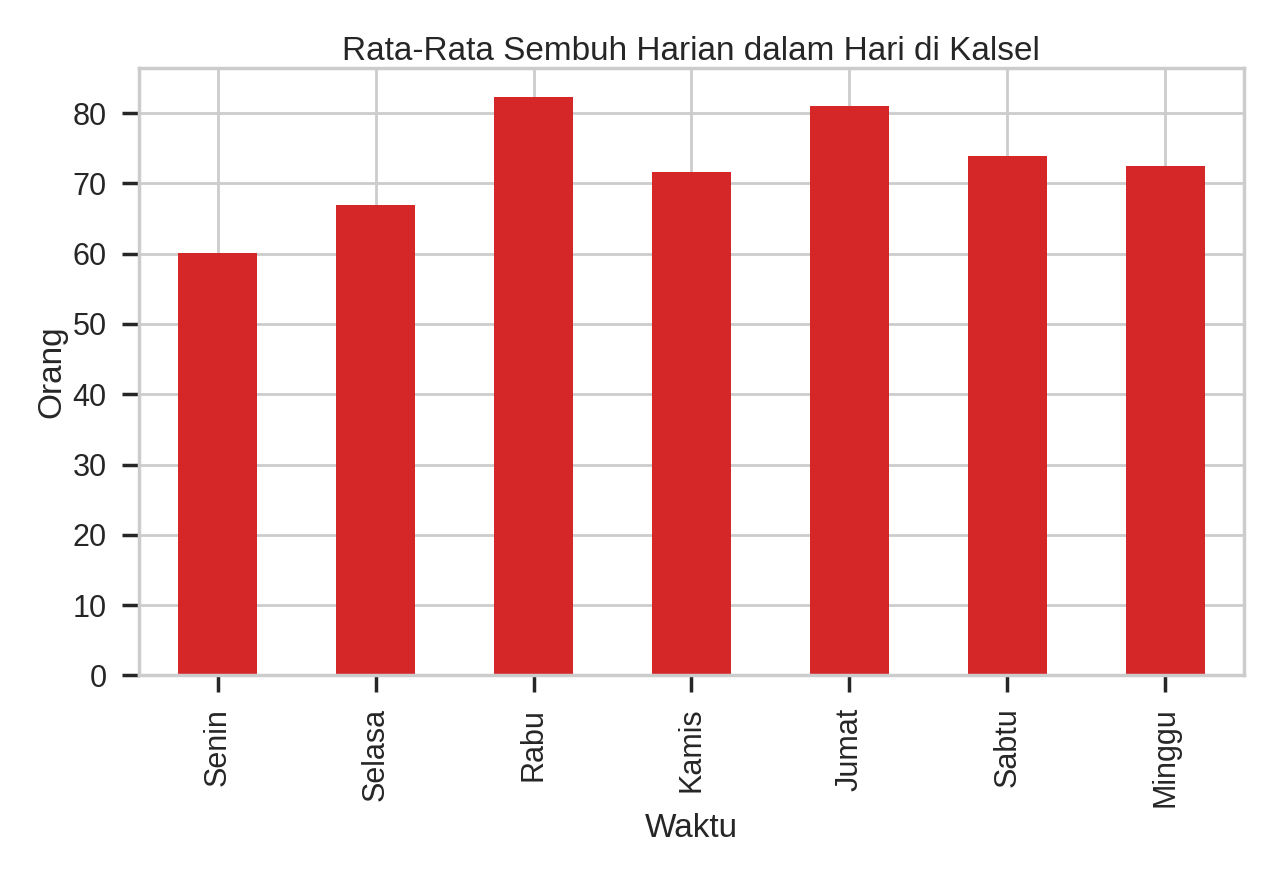 Rata-Rata Sembuh Harian dalam Hari di Kalsel
Orang
80
70
60
50
40
30
20
10
0
Senin
Selasa
Rabu
Kamis
Jumat
Sabtu
Minggu
Waktu